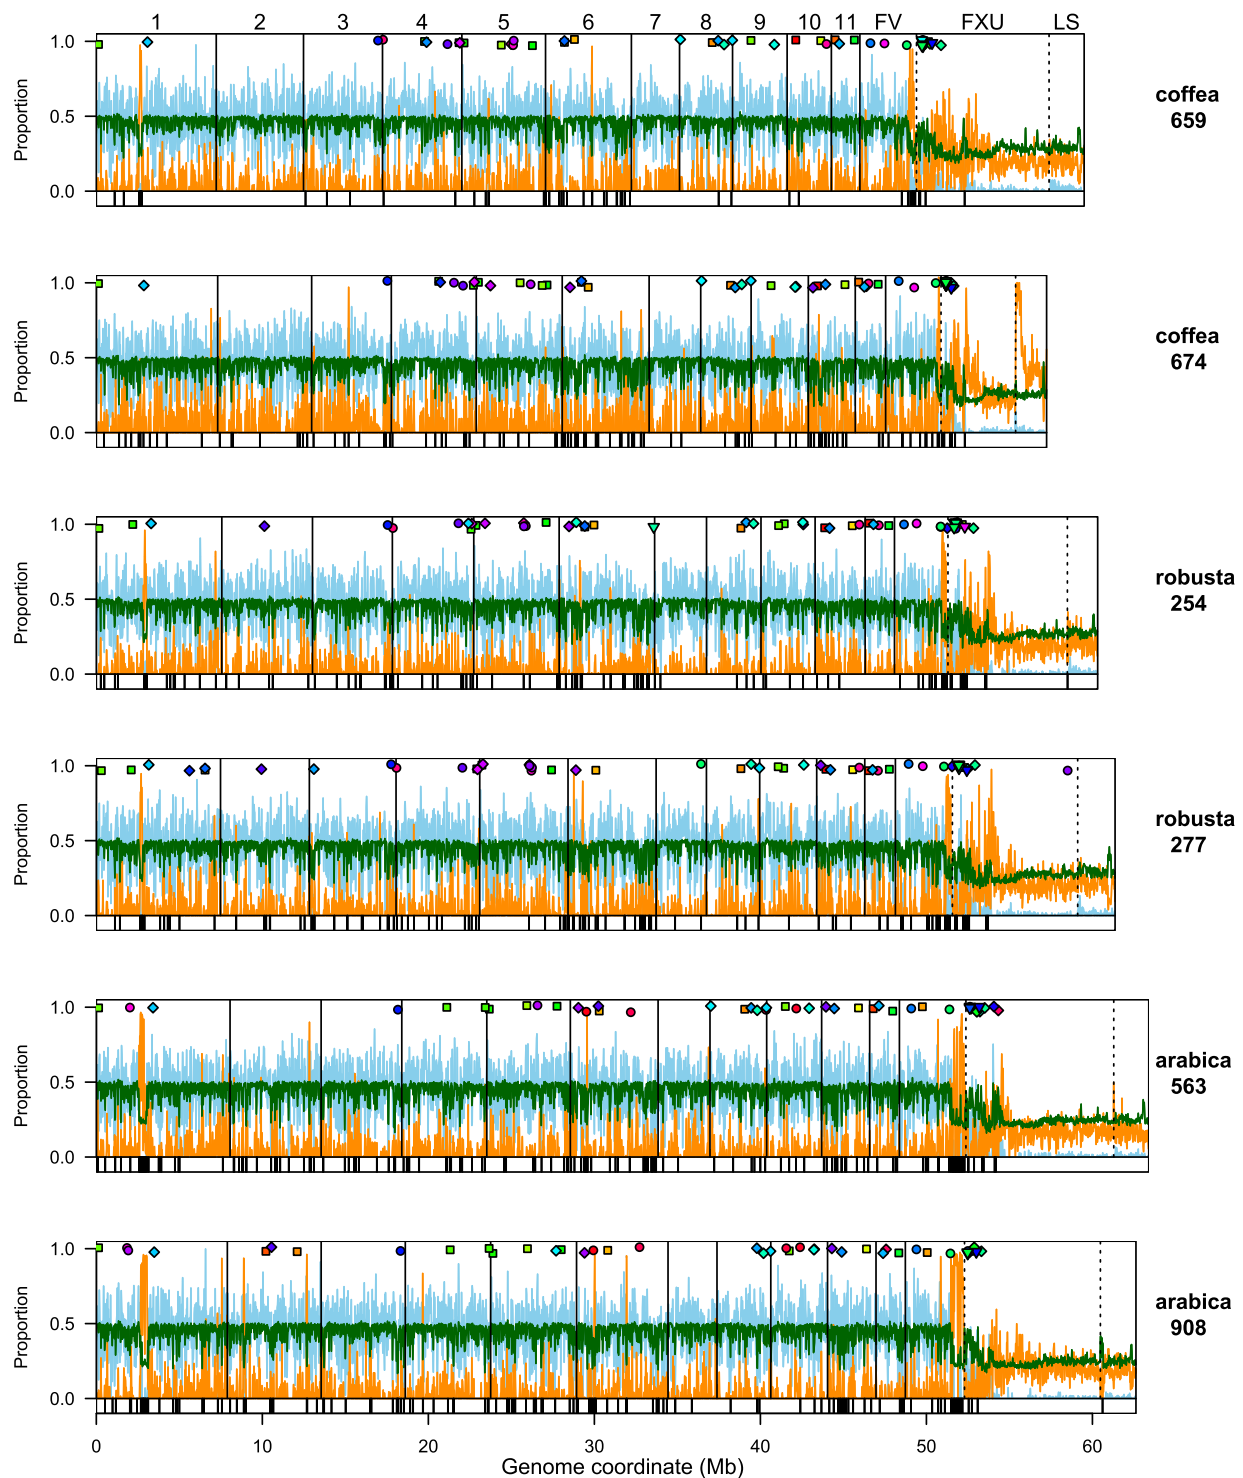 1 2 3 4 5 6 7 8 9 10 11 FV FXU LS
1.0
0.5
0.0
Proportion
coffea
659
1.0
0.5
0.0
Proportion
coffea
674
1.0
0.5
0.0
Proportion
robusta
254
1.0
0.5
0.0
Proportion
robusta
277
1.0
0.5
0.0
Proportion
arabica
563
1.0
0.5
0.0
Proportion
arabica
908
0 10 20 30 40 50 60
Genome coordinate (Mb)